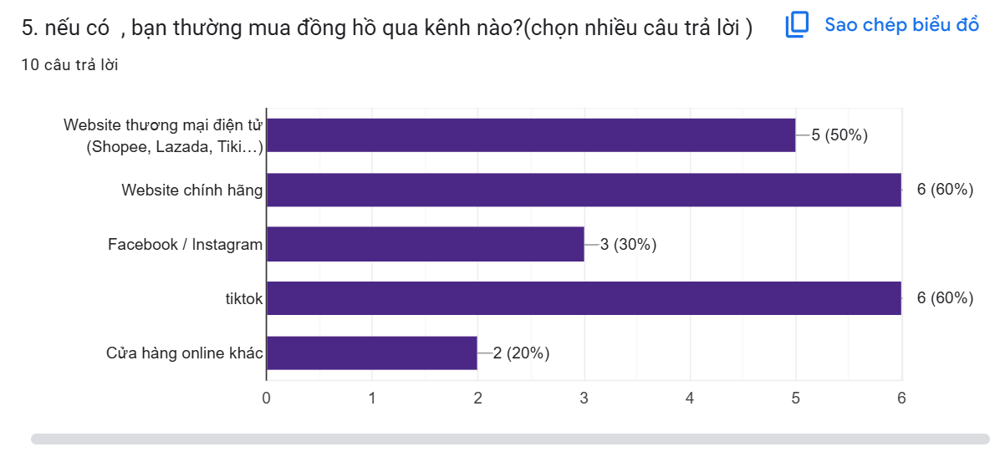 5. nếu có  , bạn thường mua đồng hồ qua kênh nào?(chọn nhiều câu trả lời )
Sao chép biểu đồ
10 câu trả lời
Website thương mại điện tử
(Shopee, Lazada, Tiki…)
5 (50%)
Website chính hãng
6 (60%)
Facebook / Instagram
3 (30%)
tiktok
6 (60%)
Cửa hàng online khác
2 (20%)
0 1 2 3 4 5 6